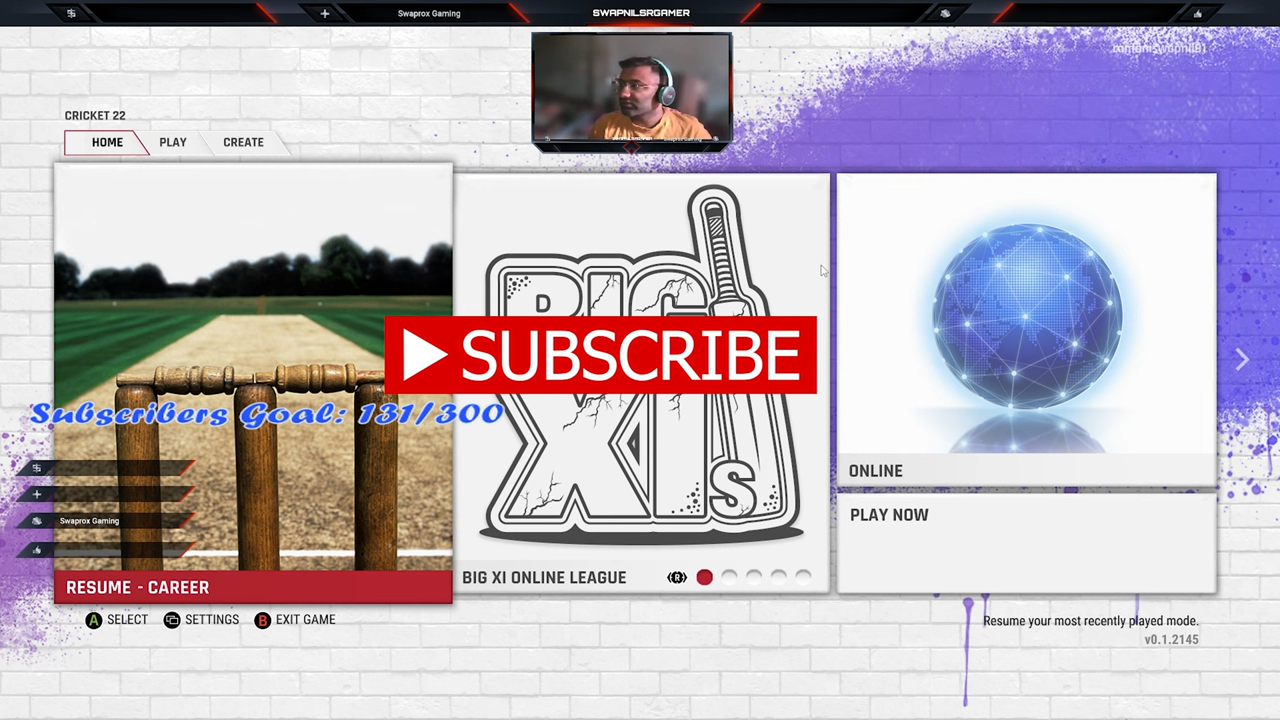 Swaprox Gaming
SWAPNILSRGAMER
CRICKET 22
HOME
PLAY
CREATE
BIG
XIs
SUBSCRIBE
Subscribers Goal: 131/300
Swaprox Gaming
ONLINE
PLAY NOW
RESUME - CAREER
BIG XI ONLINE LEAGUE
R
A SELECT
SETTINGS
B EXIT GAME
Resume your most recently played mode.
v0.1.2145